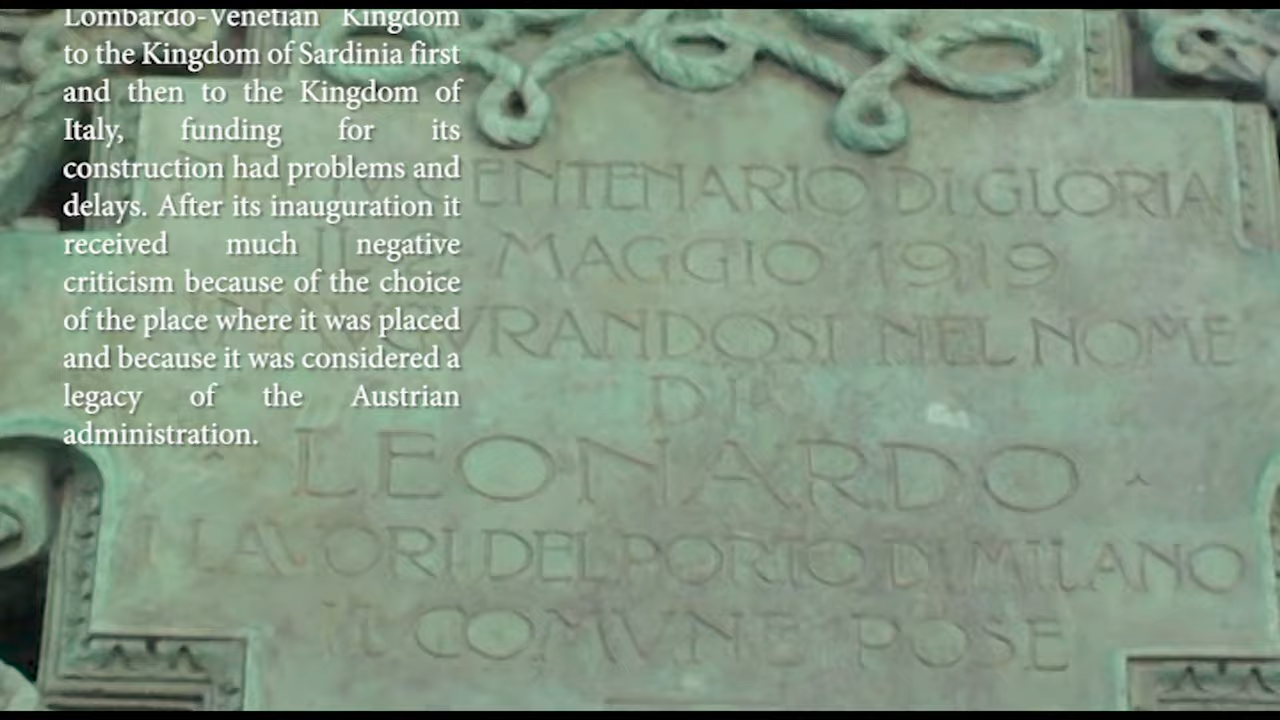 Lombardo-Venetian Kingdom
to the Kingdom of Sardinia first
and then to the Kingdom of
Italy, funding for its
construction had problems and
delays. After its inauguration it
received much negative
criticism because of the choice
of the place where it was placed
and because it was considered a
legacy of the Austrian
administration.
CENTENARIO DI GLORIA
MAGGIO 1919
NEL NOME
DI
LEONARDO
I LAVORI DEL PORTO DI MILANO
IL COMVNE POSE